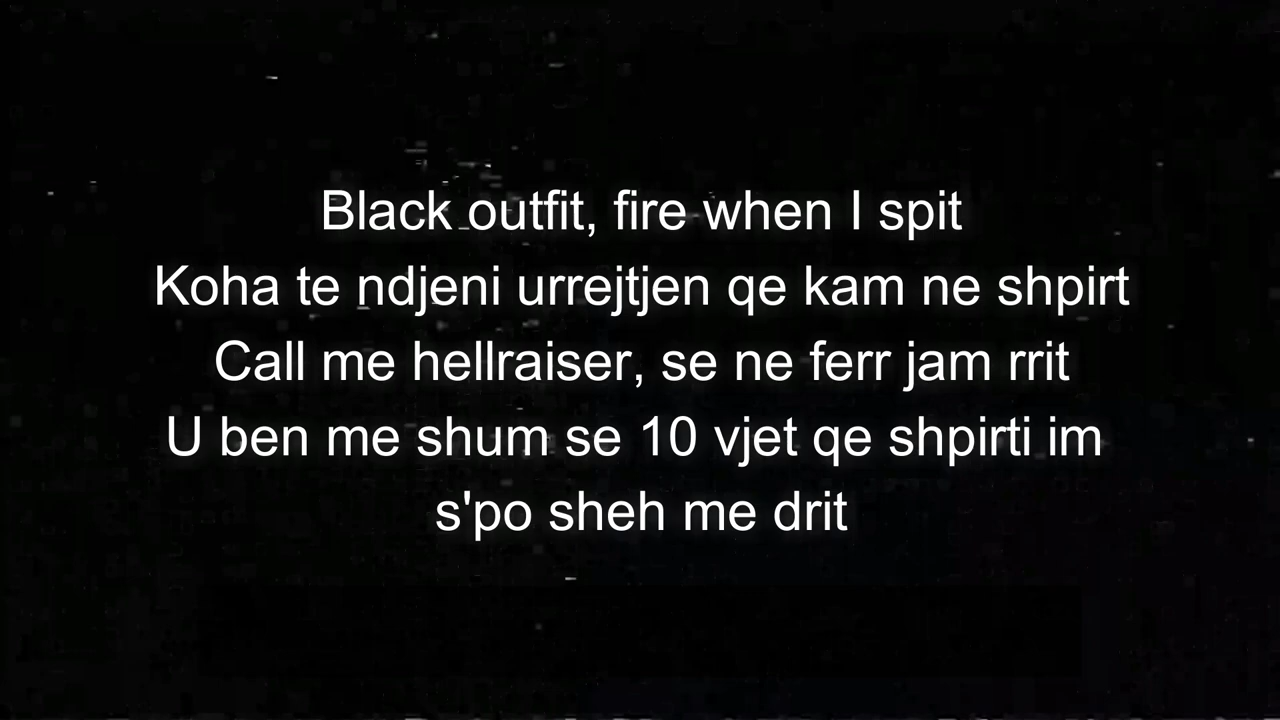 Black outfit, fire when I spit
Koha te ndjeni urrejtjen qe kam ne shpirt
Call me hellraiser, se ne ferr jam rrit
U ben me shum se 10 vjet qe shpirti im
s'po sheh me drit